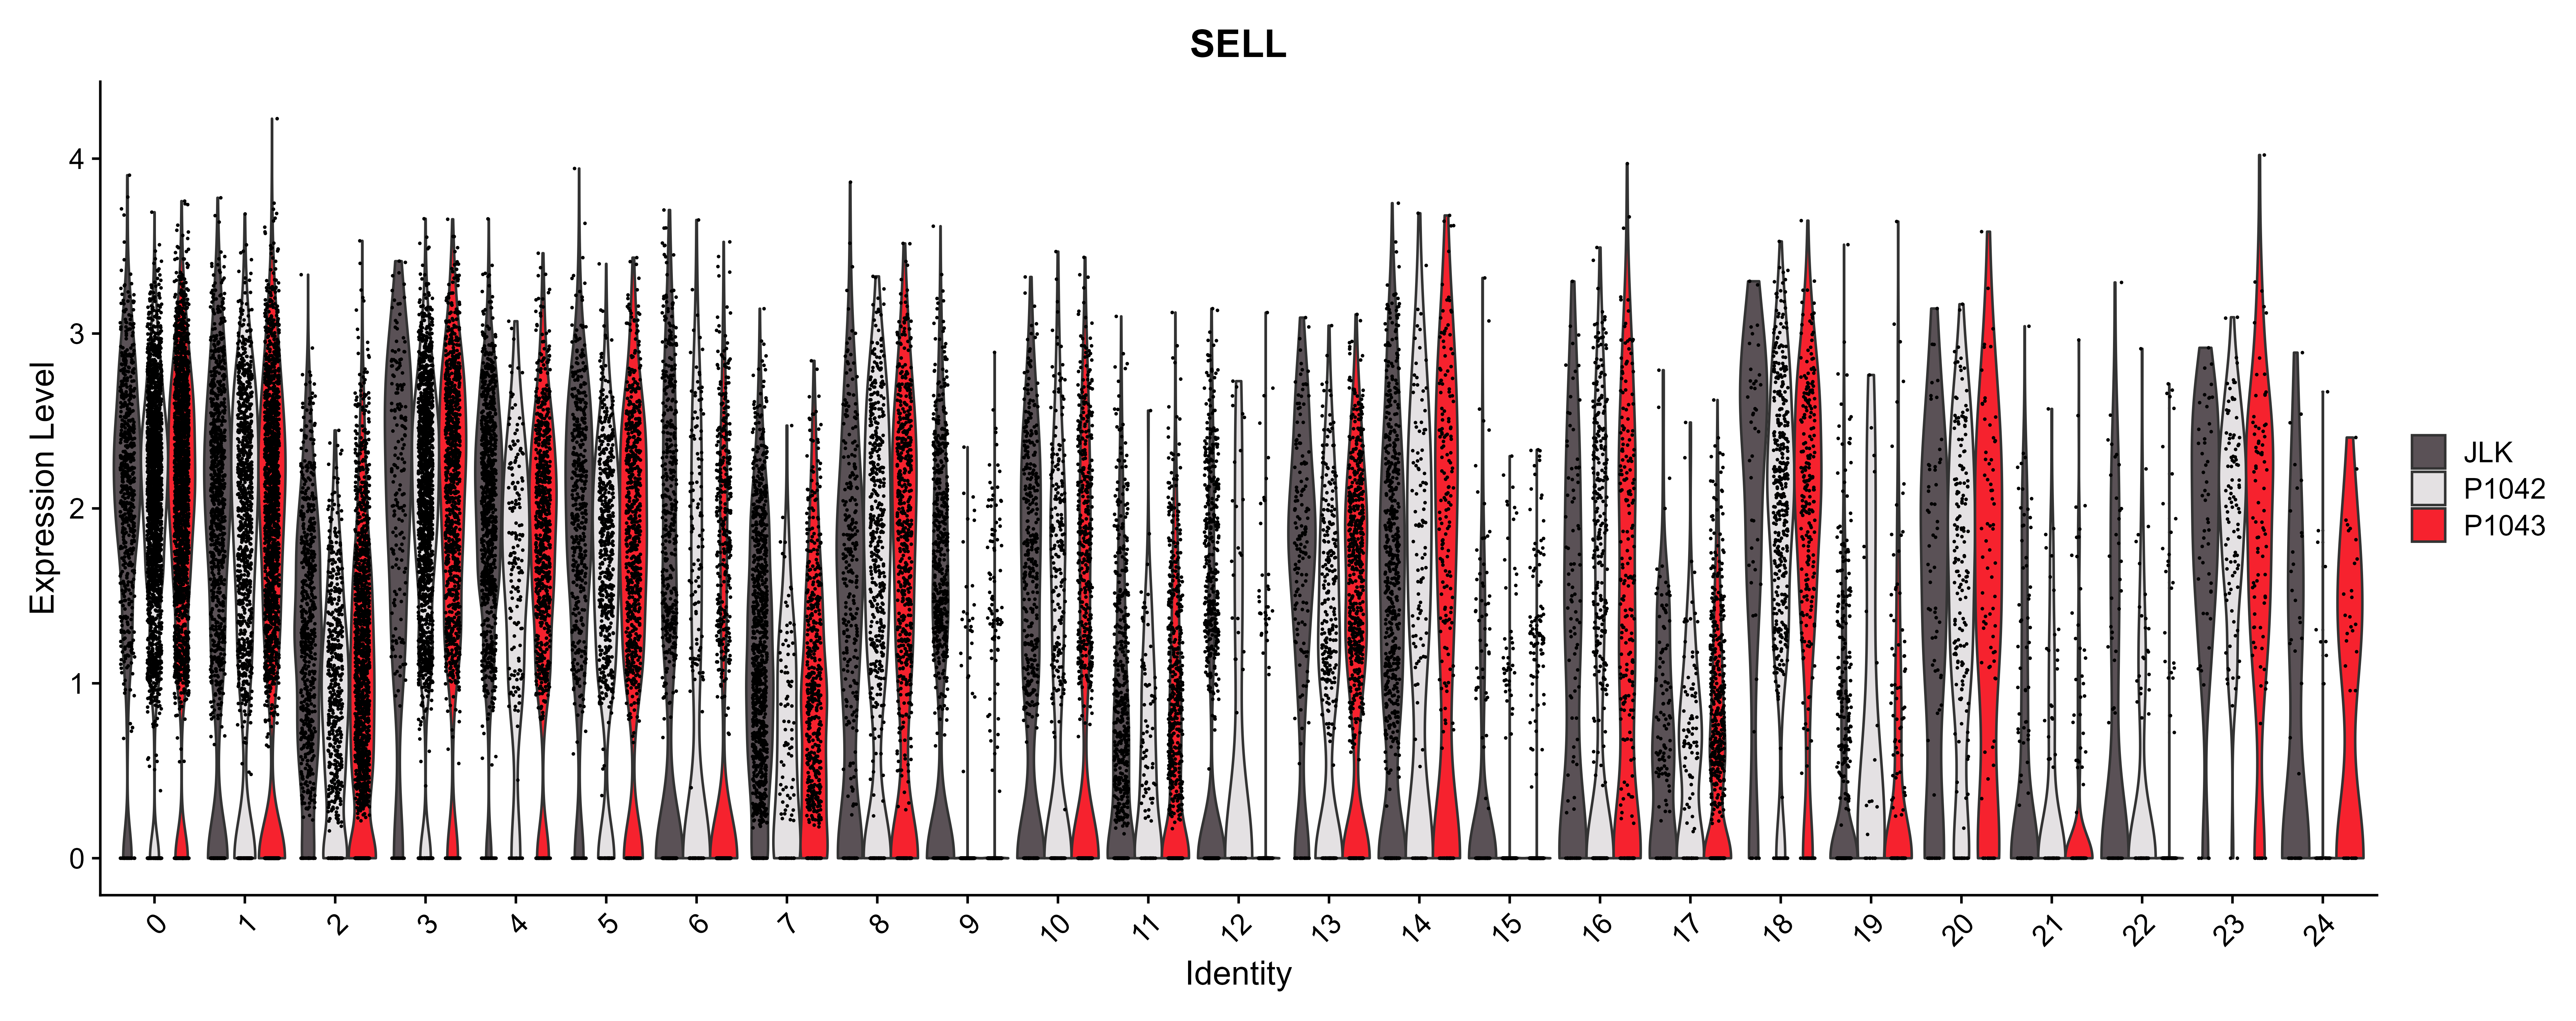 SELL
Expression Level
4
3
2
1
0
0 1 2 3 4 5 6 7 8 9 10 11 12 13 14 15 16 17 18 19 20 21 22 23 24
Identity
JLK
P1042
P1043